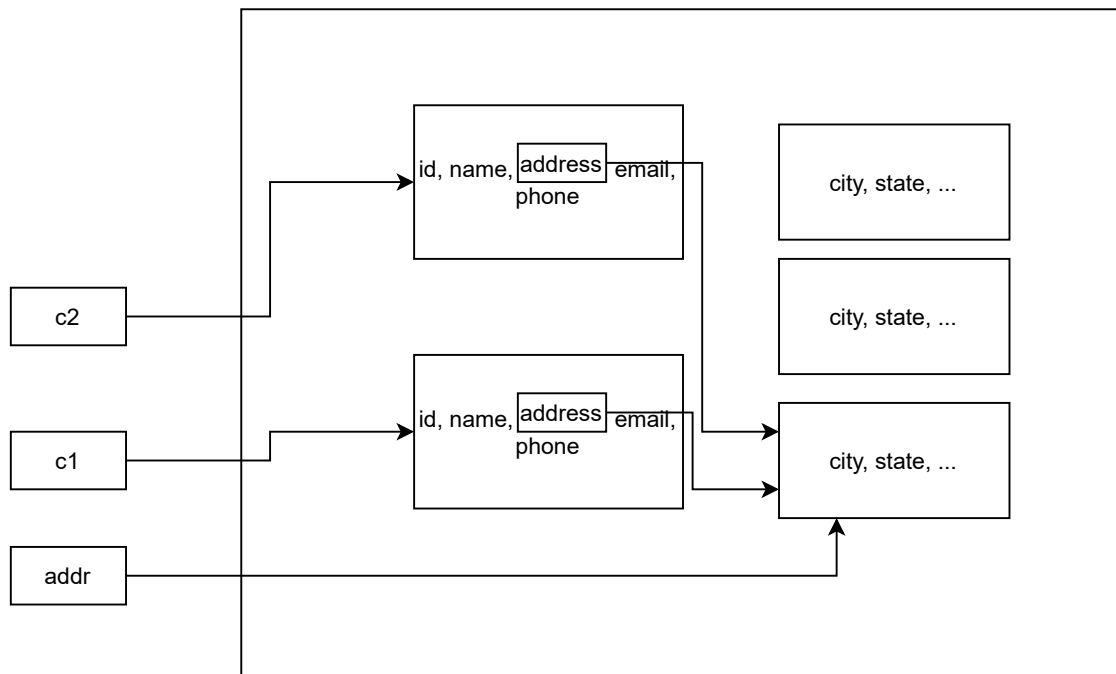 id, name, address email,
phone
city, state, ...
c2
city, state, ...
c1
id, name, address email,
phone
city, state, ...
addr